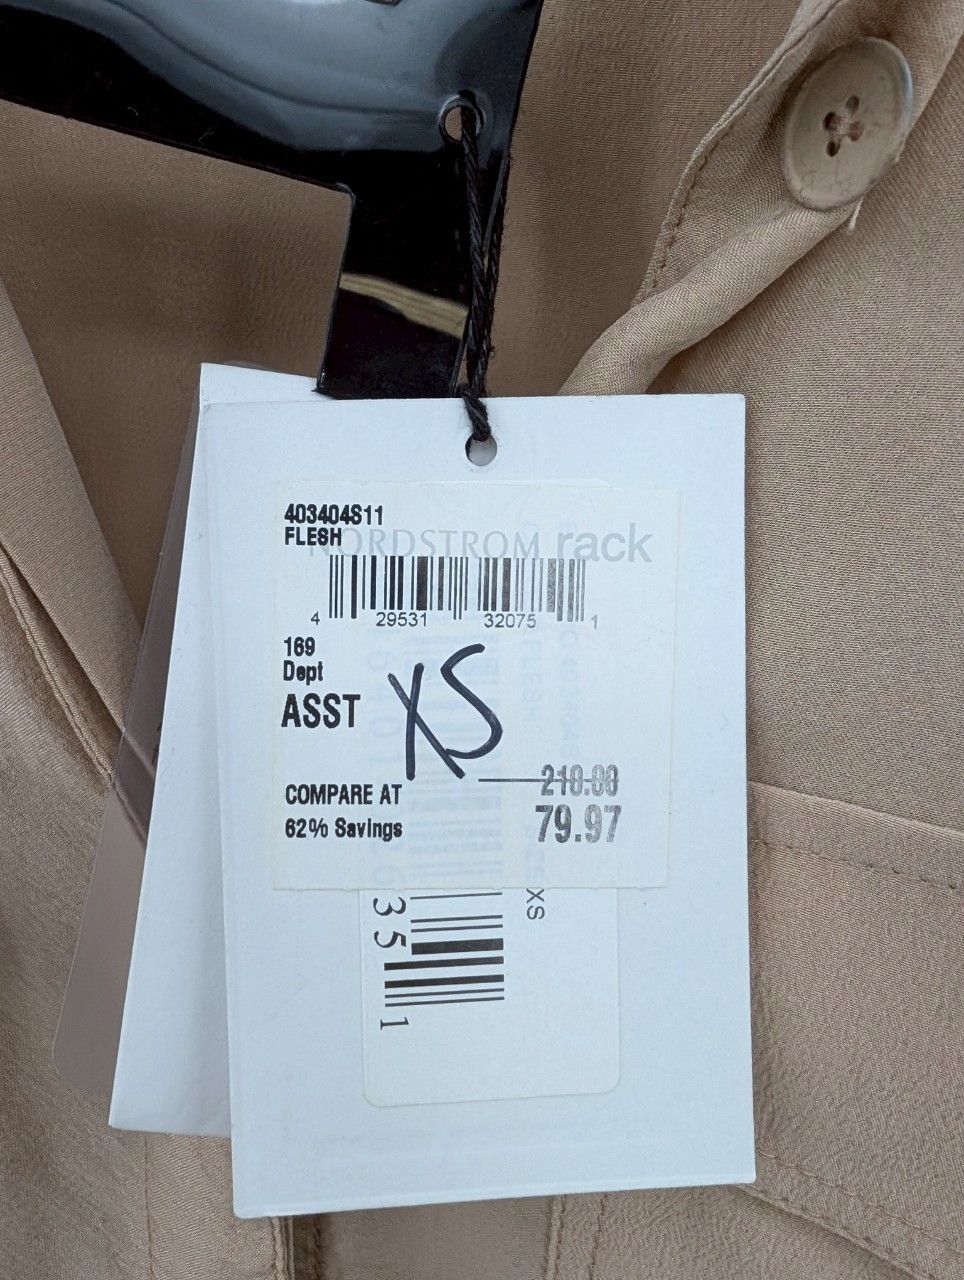 403404S11
FLESH
NORDSTROM rack
4 29531 32075 1
169
Dept
ASST XS
210.00
COMPARE AT
79.97
62% Savings
XS
635
1